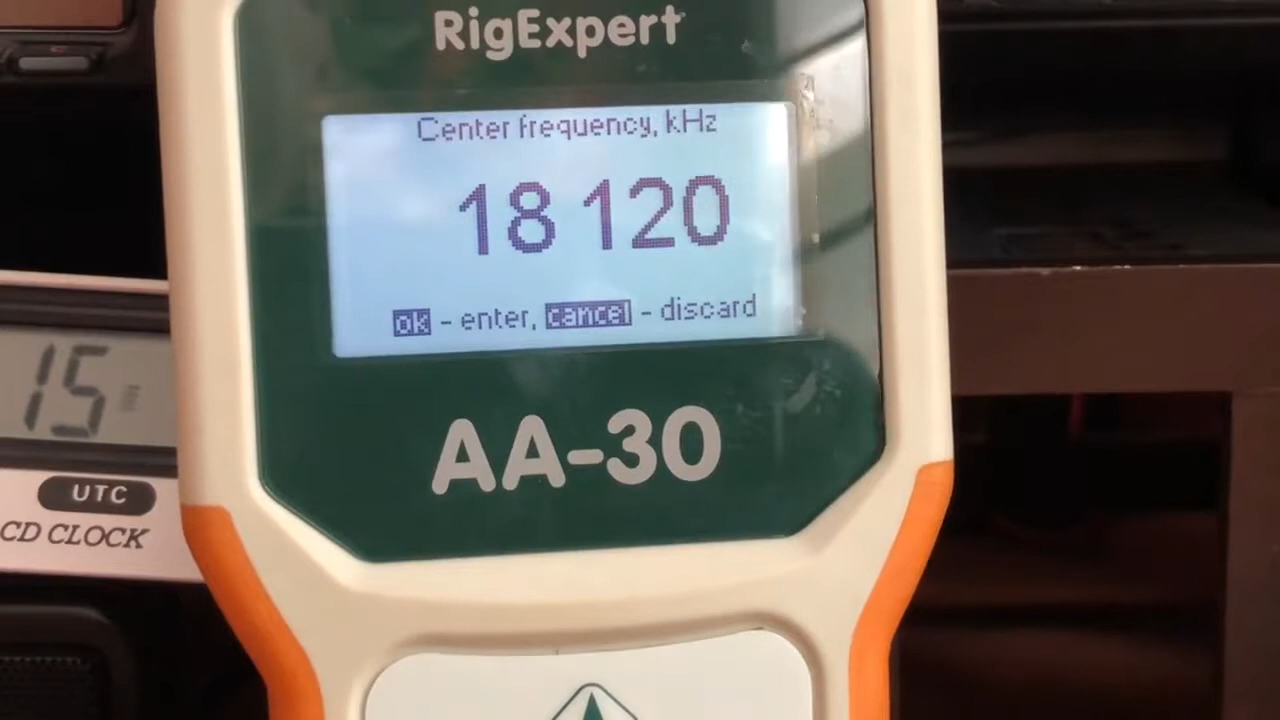 RigExpert
Center frequency, kHz
18 120
ok - enter, cancel - discard
AA-30
15
UTC
CD CLOCK